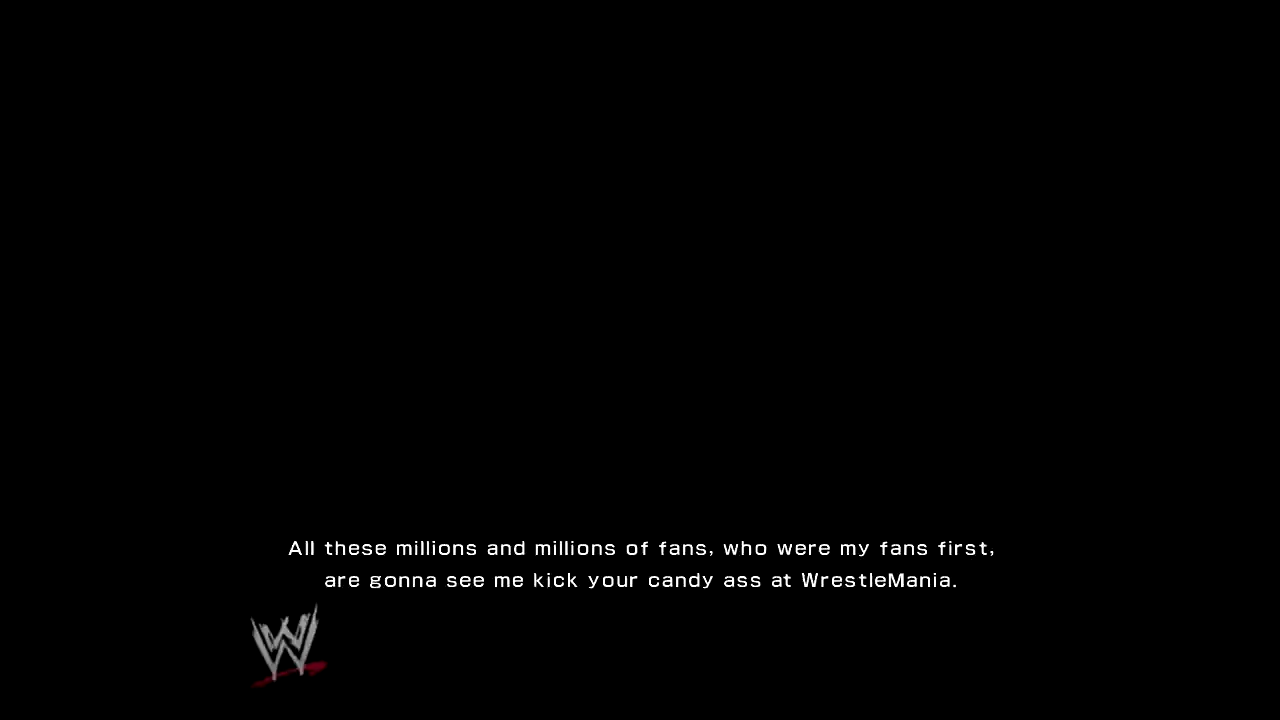 All these millions and millions of fans, who were my fans first,
are gonna see me kick your candy ass at WrestleMania.
W